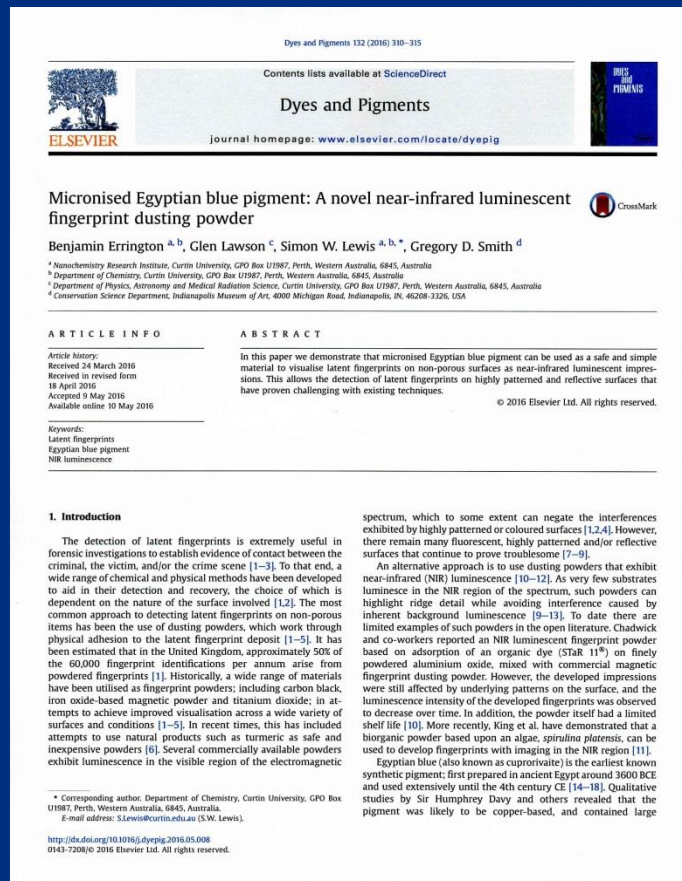 Dyes and Pigments 132 (2016) 310–315
Contents lists available at ScienceDirect
Dyes and Pigments
journal homepage: www.elsevier.com/locate/dyepig
ELSEVIER
DYES
and
PIGMENTS
Micronised Egyptian blue pigment: A novel near-infrared luminescent
fingerprint dusting powder
CrossMark
Benjamin Errington a, b, Glen Lawson c, Simon W. Lewis a, b, *, Gregory D. Smith d
a Nanochemistry Research Institute, Curtin University, GPO Box U1987, Perth, Western Australia, 6845, Australia
b Department of Chemistry, Curtin University, GPO Box U1987, Perth, Western Australia, 6845, Australia
c Department of Physics, Astronomy and Medical Radiation Science, Curtin University, GPO Box U1987, Perth, Western Australia, 6845, Australia
d Conservation Science Department, Indianapolis Museum of Art, 4000 Michigan Road, Indianapolis, IN, 46208-3326, USA
ARTICLE INFO
Article history:
Received 24 March 2016
Received in revised form
18 April 2016
Accepted 9 May 2016
Available online 10 May 2016
Keywords:
Latent fingerprints
Egyptian blue pigment
NIR luminescence
ABSTRACT
In this paper we demonstrate that micronised Egyptian blue pigment can be used as a safe and simple
material to visualise latent fingerprints on non-porous surfaces as near-infrared luminescent impres-
sions. This allows the detection of latent fingerprints on highly patterned and reflective surfaces that
have proven challenging with existing techniques.
© 2016 Elsevier Ltd. All rights reserved.
1. Introduction
The detection of latent fingerprints is extremely useful in
forensic investigations to establish evidence of contact between the
criminal, the victim, and/or the crime scene [1–3]. To that end, a
wide range of chemical and physical methods have been developed
to aid in their detection and recovery, the choice of which is
dependent on the nature of the surface involved [1,2]. The most
common approach to detecting latent fingerprints on non-porous
items has been the use of dusting powders, which work through
physical adhesion to the latent fingerprint deposit [1–5]. It has
been estimated that in the United Kingdom, approximately 50% of
the 60,000 fingerprint identifications per annum arise from
powdered fingerprints [1]. Historically, a wide range of materials
have been utilised as fingerprint powders; including carbon black,
iron oxide-based magnetic powder and titanium dioxide; in at-
tempts to achieve improved visualisation across a wide variety of
surfaces and conditions [1–5]. In recent times, this has included
attempts to use natural products such as turmeric as safe and
inexpensive powders [6]. Several commercially available powders
exhibit luminescence in the visible region of the electromagnetic
* Corresponding author. Department of Chemistry, Curtin University, GPO Box
U1987, Perth, Western Australia, 6845, Australia.
E-mail address: S.Lewis@curtin.edu.au (S.W. Lewis).
http://dx.doi.org/10.1016/j.dyepig.2016.05.008
0143-7208/© 2016 Elsevier Ltd. All rights reserved.
spectrum, which to some extent can negate the interferences
exhibited by highly patterned or coloured surfaces [1,2,4]. However,
there remain many fluorescent, highly patterned and/or reflective
surfaces that continue to prove troublesome [7–9].
An alternative approach is to use dusting powders that exhibit
near-infrared (NIR) luminescence [10–12]. As very few substrates
luminesce in the NIR region of the spectrum, such powders can
highlight ridge detail while avoiding interference caused by
inherent background luminescence [9–13]. To date there are
limited examples of such powders in the open literature. Chadwick
and co-workers reported an NIR luminescent fingerprint powder
based on adsorption of an organic dye (STaR 11®) on finely
powdered aluminium oxide, mixed with commercial magnetic
fingerprint dusting powder. However, the developed impressions
were still affected by underlying patterns on the surface, and the
luminescence intensity of the developed fingerprints was observed
to decrease over time. In addition, the powder itself had a limited
shelf life [10]. More recently, King et al. have demonstrated that a
biorganic powder based upon an algae, spirulina platensis, can be
used to develop fingerprints with imaging in the NIR region [11].
Egyptian blue (also known as cuprorivaite) is the earliest known
synthetic pigment; first prepared in ancient Egypt around 3600 BCE
and used extensively until the 4th century CE [14–18]. Qualitative
studies by Sir Humphrey Davy and others revealed that the
pigment was likely to be copper-based, and contained large